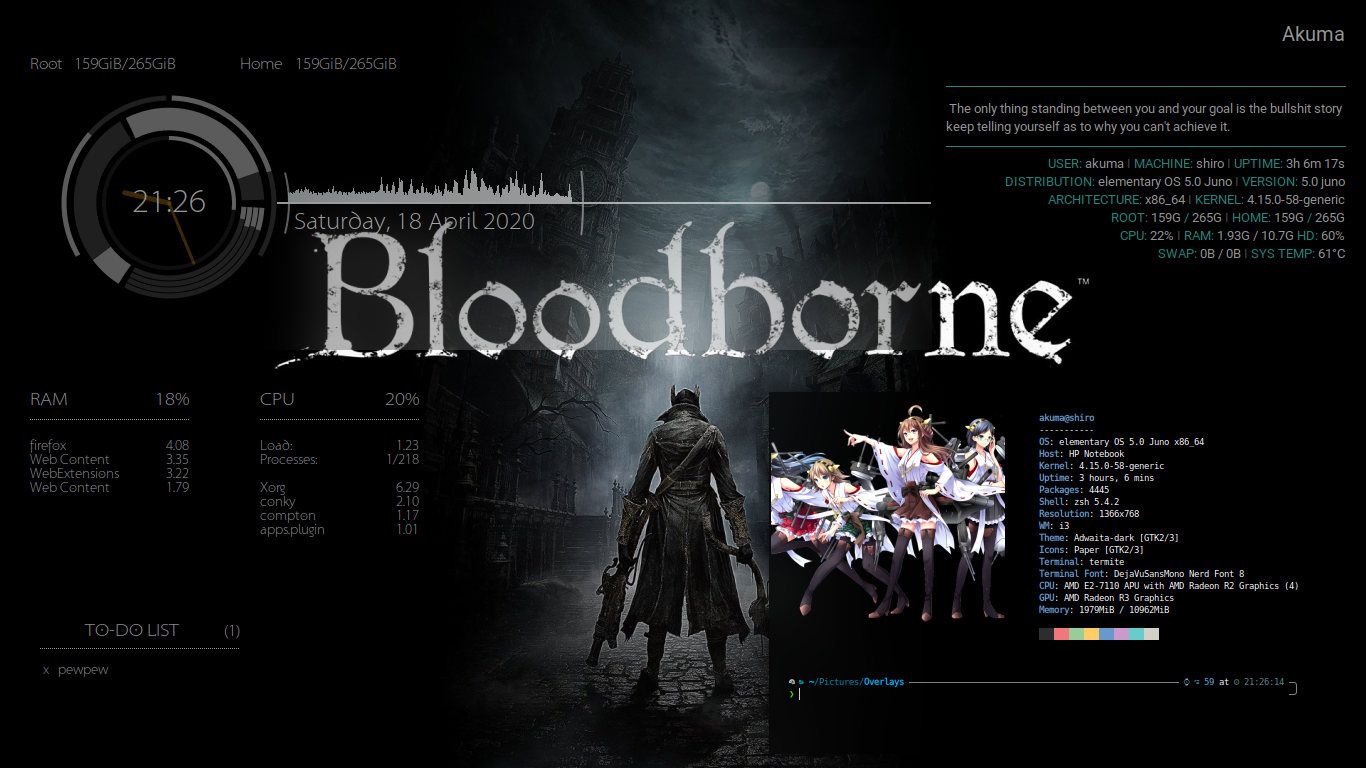 Akuma
Root 159GiB/265GiB Home 159GiB/265GiB
The only thing standing between you and your goal is the bullshit story
keep telling yourself as to why you can't achieve it.
21:26
Saturday, 18 April 2020
USER: akuma | MACHINE: shiro | UPTIME: 3h 6m 17s
DISTRIBUTION: elementary OS 5.0 Juno | VERSION: 5.0 juno
ARCHITECTURE: x86_64 | KERNEL: 4.15.0-58-generic
ROOT: 159G / 265G | HOME: 159G / 265G
CPU: 22% | RAM: 1.93G / 10.7G HD: 60%
SWAP: 0B / 0B | SYS TEMP: 61°C
Bloodborne™
RAM 18%
firefox 4.08
Web Content 3.35
WebExtensions 3.22
Web Content 1.79
CPU 20%
Load: 1.23
Processes: 1/218
Xorg 6.29
conky 2.10
compton 1.17
apps.plugin 1.01
TO-DO LIST (1)
x pewpew
akuma@shiro
-----------
OS: elementary OS 5.0 Juno x86_64
Host: HP Notebook
Kernel: 4.15.0-58-generic
Uptime: 3 hours, 6 mins
Packages: 4445
Shell: zsh 5.4.2
Resolution: 1366x768
WM: i3
Theme: Adwaita-dark [GTK2/3]
Icons: Paper [GTK2/3]
Terminal: termite
Terminal Font: DejaVuSansMono Nerd Font 8
CPU: AMD E2-7110 APU with AMD Radeon R2 Graphics (4)
GPU: AMD Radeon R3 Graphics
Memory: 1979MiB / 10962MiB
~/Pictures/Overlays 59 at 21:26:14
❯